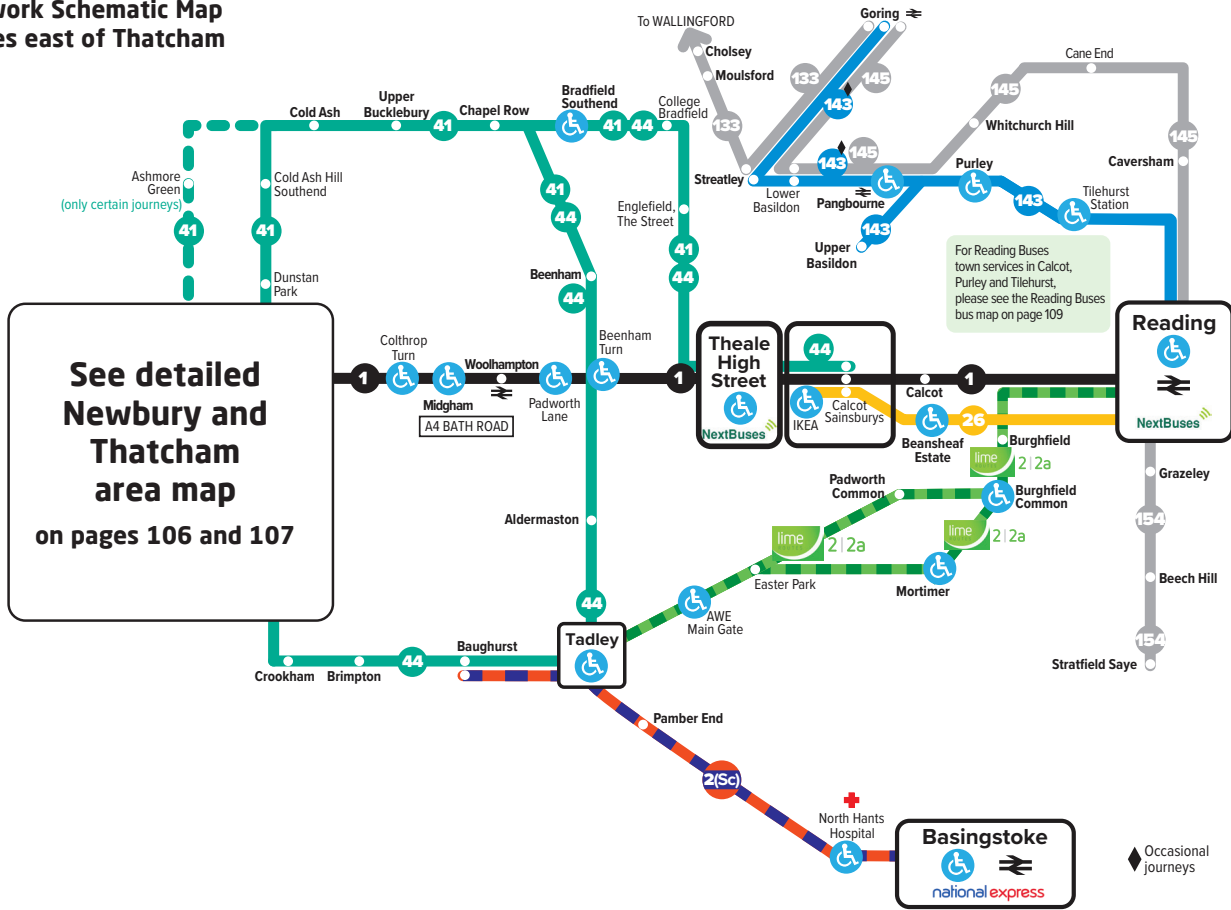 work Schematic Map
es east of Thatcham
To WALLINGFORD
Cholsey
Moulsford
133
Streatley
Goring
133
145
143
145
143
Lower
Basildon
Pangbourne
143
Upper
Basildon
Purley
143
Tilehurst
Station
Whitchurch Hill
145
Cane End
145
Caversham
For Reading Buses
town services in Calcot,
Purley and Tilehurst,
please see the Reading Buses
bus map on page 109
Ashmore
Green
(only certain journeys)
41
Cold Ash
Cold Ash Hill
Southend
41
Dunstan
Park
Upper
Bucklebury
41
Chapel Row
Bradfield
Southend
41
44
College
Bradfield
Englefield,
The Street
41
44
41
44
Beenham
44
See detailed
Newbury and
Thatcham
area map
on pages 106 and 107
1
Colthrop
Turn
Midgham
A4 BATH ROAD
Woolhampton
Padworth
Lane
Beenham
Turn
1
Theale
High
Street
NextBuses
44
IKEA
Calcot
Sainsburys
Calcot
1
Beansheaf
Estate
26
Reading
NextBuses
Burghfield
lime
2|2a
Padworth
Common
Burghfield
Common
lime
2|2a
lime
2|2a
Easter Park
Mortimer
AWE
Main Gate
Grazeley
154
Beech Hill
154
Stratfield Saye
Aldermaston
44
Tadley
Crookham
Brimpton
44
Baughurst
Pamber End
2(Sc)
North Hants
Hospital
Basingstoke
national express
Occasional
journeys